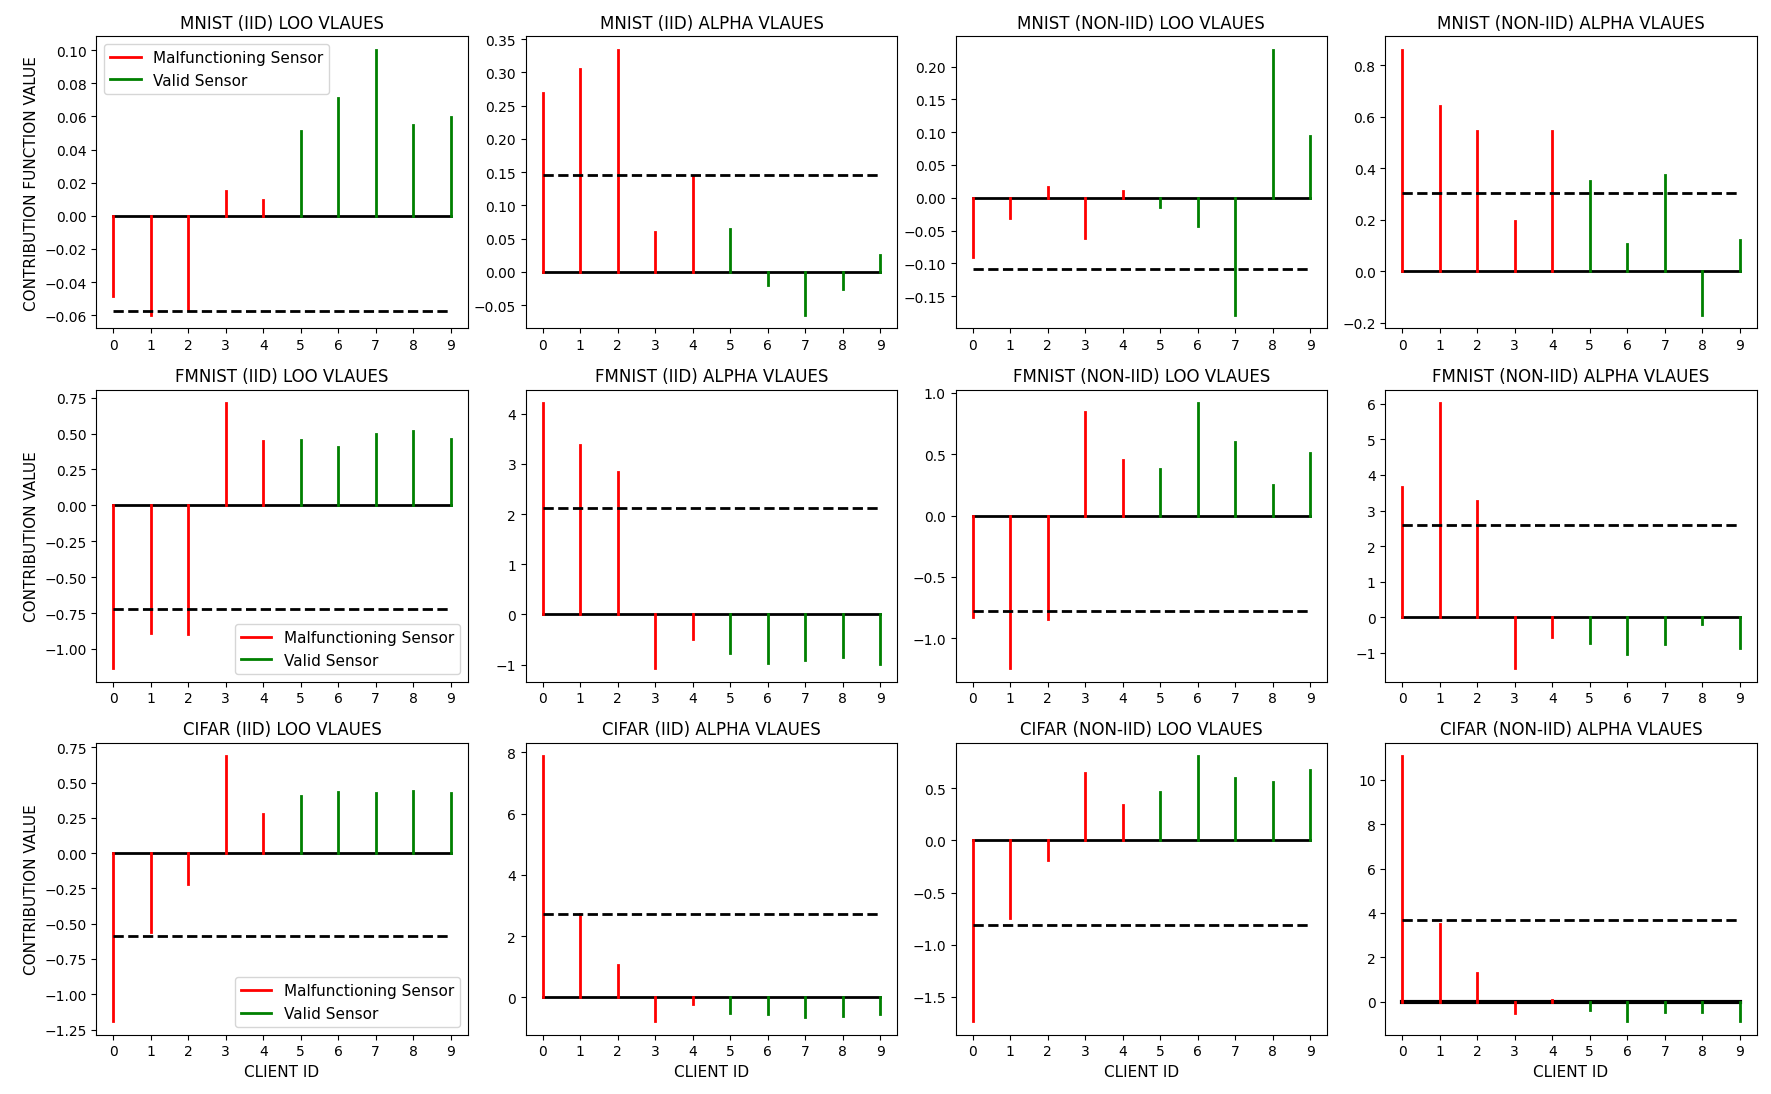 MNIST (IID) LOO VLAUES
CONTRIBUTION FUNCTION VALUE
0.10
0.08
0.06
0.04
0.02
0.00
−0.02
−0.04
−0.06
Malfunctioning Sensor
Valid Sensor
0 1 2 3 4 5 6 7 8 9
MNIST (IID) ALPHA VLAUES
0.35
0.30
0.25
0.20
0.15
0.10
0.05
0.00
−0.05
0 1 2 3 4 5 6 7 8 9
MNIST (NON-IID) LOO VLAUES
0.20
0.15
0.10
0.05
0.00
−0.05
−0.10
−0.15
0 1 2 3 4 5 6 7 8 9
MNIST (NON-IID) ALPHA VLAUES
0.8
0.6
0.4
0.2
0.0
−0.2
0 1 2 3 4 5 6 7 8 9
FMNIST (IID) LOO VLAUES
CONTRIBUTION VALUE
0.75
0.50
0.25
0.00
−0.25
−0.50
−0.75
−1.00
Malfunctioning Sensor
Valid Sensor
0 1 2 3 4 5 6 7 8 9
FMNIST (IID) ALPHA VLAUES
4
3
2
1
0
−1
0 1 2 3 4 5 6 7 8 9
FMNIST (NON-IID) LOO VLAUES
1.0
0.5
0.0
−0.5
−1.0
0 1 2 3 4 5 6 7 8 9
FMNIST (NON-IID) ALPHA VLAUES
6
5
4
3
2
1
0
−1
0 1 2 3 4 5 6 7 8 9
CIFAR (IID) LOO VLAUES
CONTRIBUTION VALUE
0.75
0.50
0.25
0.00
−0.25
−0.50
−0.75
−1.00
−1.25
Malfunctioning Sensor
Valid Sensor
0 1 2 3 4 5 6 7 8 9
CLIENT ID
CIFAR (IID) ALPHA VLAUES
8
6
4
2
0
0 1 2 3 4 5 6 7 8 9
CLIENT ID
CIFAR (NON-IID) LOO VLAUES
0.5
0.0
−0.5
−1.0
−1.5
0 1 2 3 4 5 6 7 8 9
CLIENT ID
CIFAR (NON-IID) ALPHA VLAUES
10
8
6
4
2
0
0 1 2 3 4 5 6 7 8 9
CLIENT ID